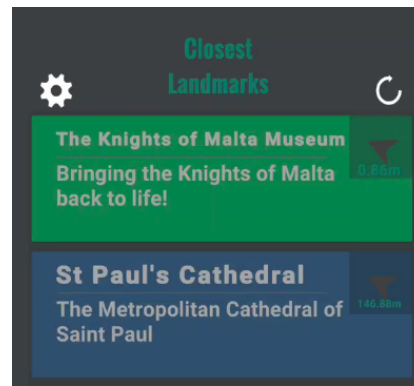 Closest
Landmarks
The Knights of Malta Museum
0.86m
Bringing the Knights of Malta
back to life!
St Paul's Cathedral
146.88m
The Metropolitan Cathedral of
Saint Paul